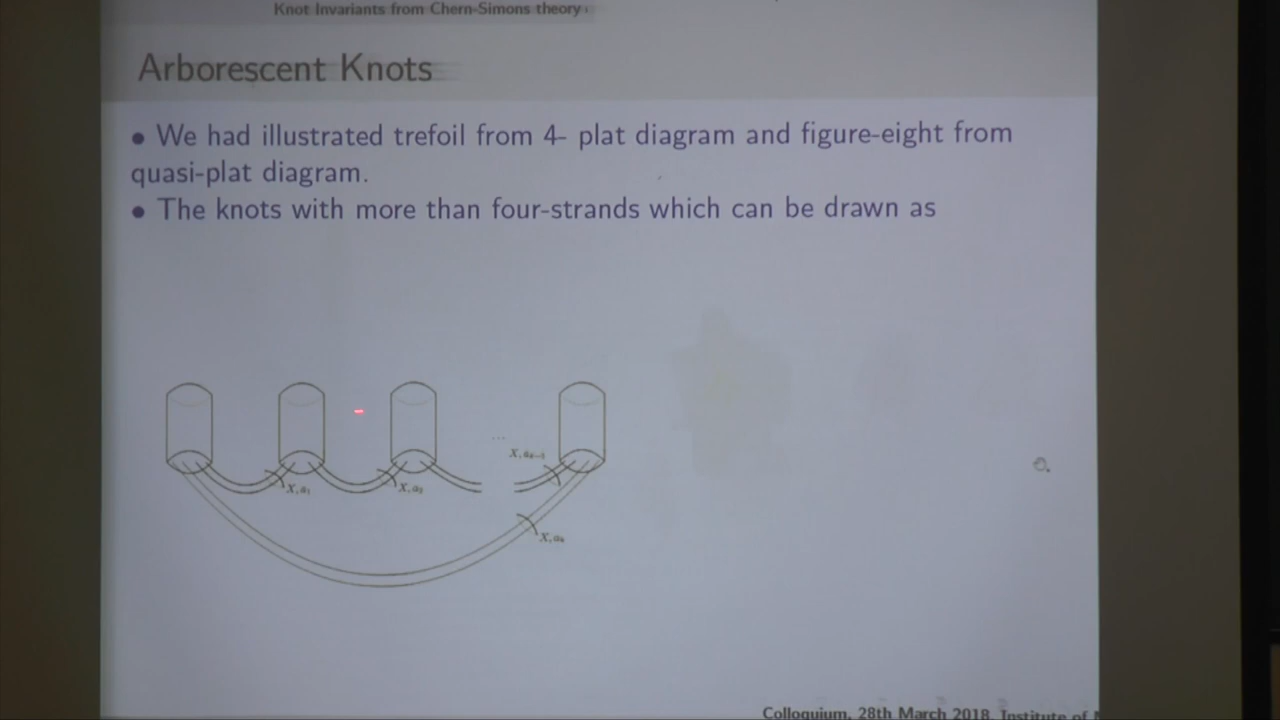 Knot Invariants from Chern-Simons theory
Arborescent Knots
• We had illustrated trefoil from 4- plat diagram and figure-eight from
quasi-plat diagram.
• The knots with more than four-strands which can be drawn as
...
X, a₁
X, a₂
Colloquium, 28th March 2018, Institute of